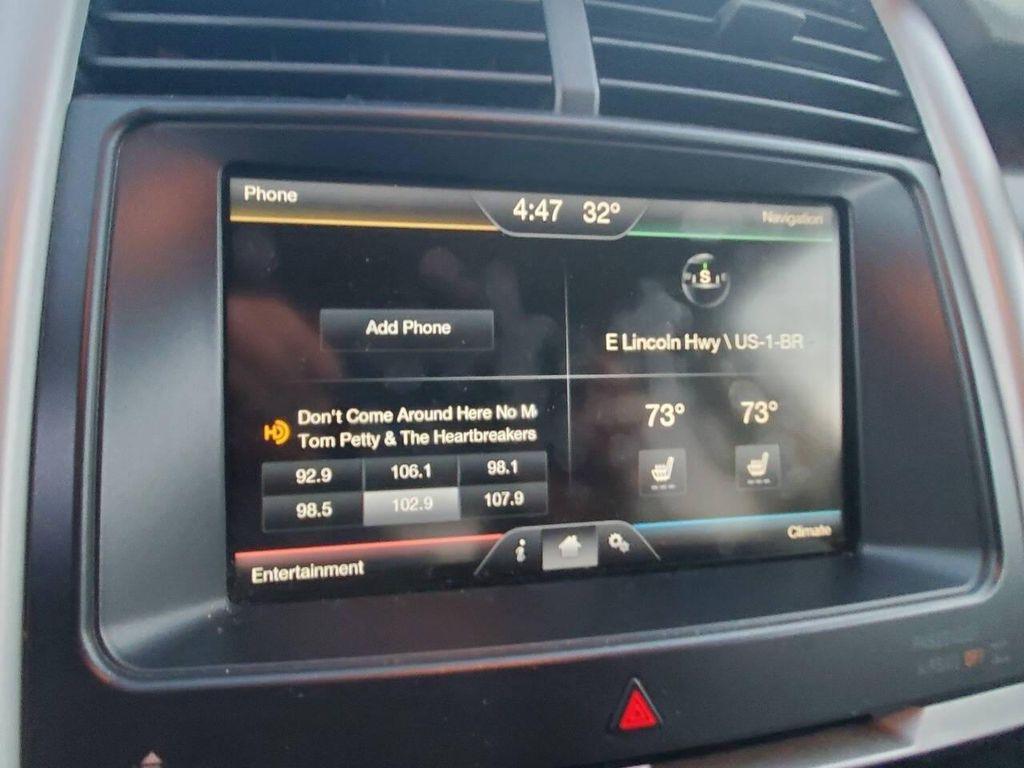 Phone
4:47 32°
Navigation
S
Add Phone
E Lincoln Hwy \ US-1-BR
HD
Don't Come Around Here No M
Tom Petty & The Heartbreakers
73° 73°
92.9 106.1 98.1
98.5 102.9 107.9
i
Entertainment
Climate